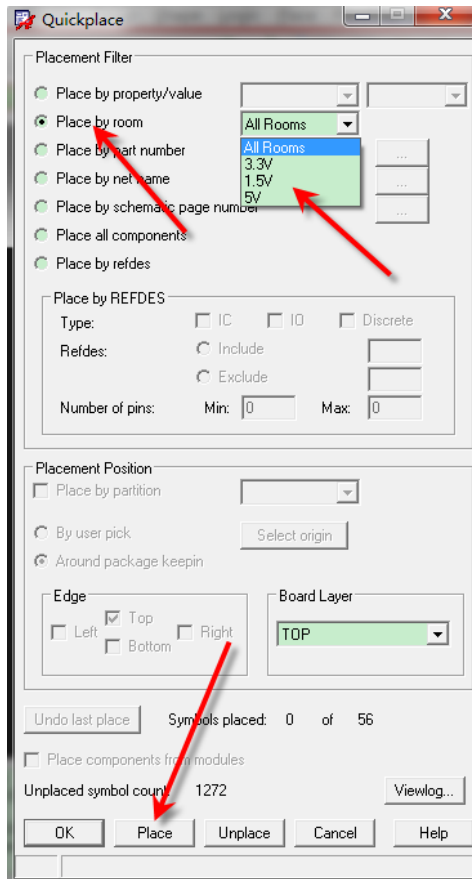 Quickplace
Placement Filter
Place by property/value
Place by room All Rooms
All Rooms
Place by part number ...
3.3V
Place by net name 1.5V
...
Place by schematic page number ...
5V
Place all components
Place by refdes
Place by REFDES
Type: IC IO Discrete
Refdes: Include
Exclude
Number of pins: Min: 0 Max: 0
Placement Position
Place by partition
By user pick Select origin
Around package keepin
Edge Board Layer
Top
Left Right TOP
Bottom
Undo last place Symbols placed: 0 of 56
Place components from modules
Unplaced symbol count: 1272 Viewlog...
OK Place Unplace Cancel Help